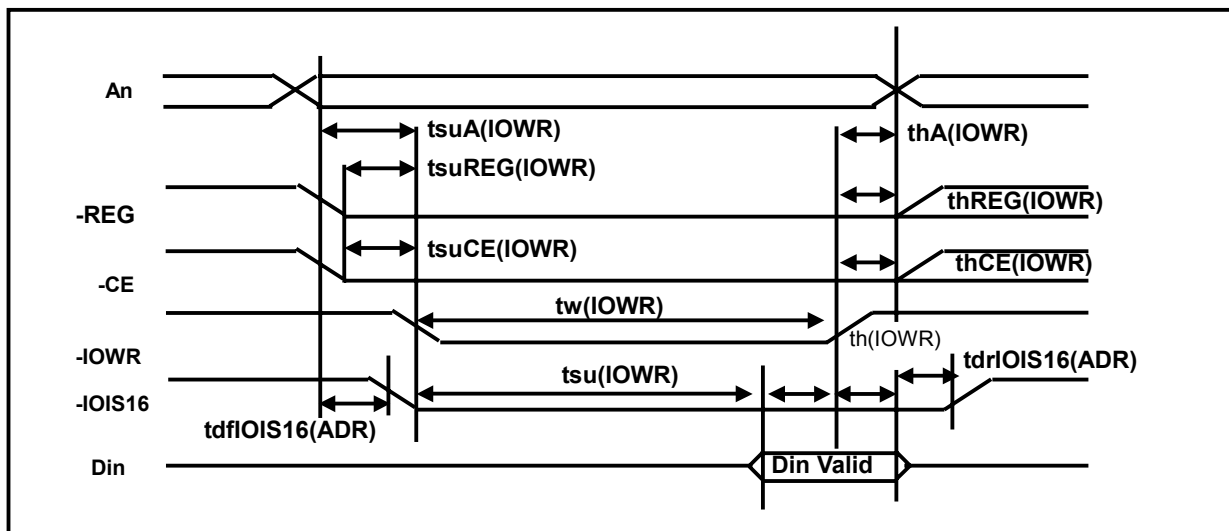 An
tsuA(IOWR)
thA(IOWR)
tsuREG(IOWR)
-REG
thREG(IOWR)
tsuCE(IOWR)
thCE(IOWR)
-CE
tw(IOWR)
th(IOWR)
-IOWR
tsu(IOWR)
tdrIOIS16(ADR)
-IOIS16
tdfIOIS16(ADR)
Din
Din Valid